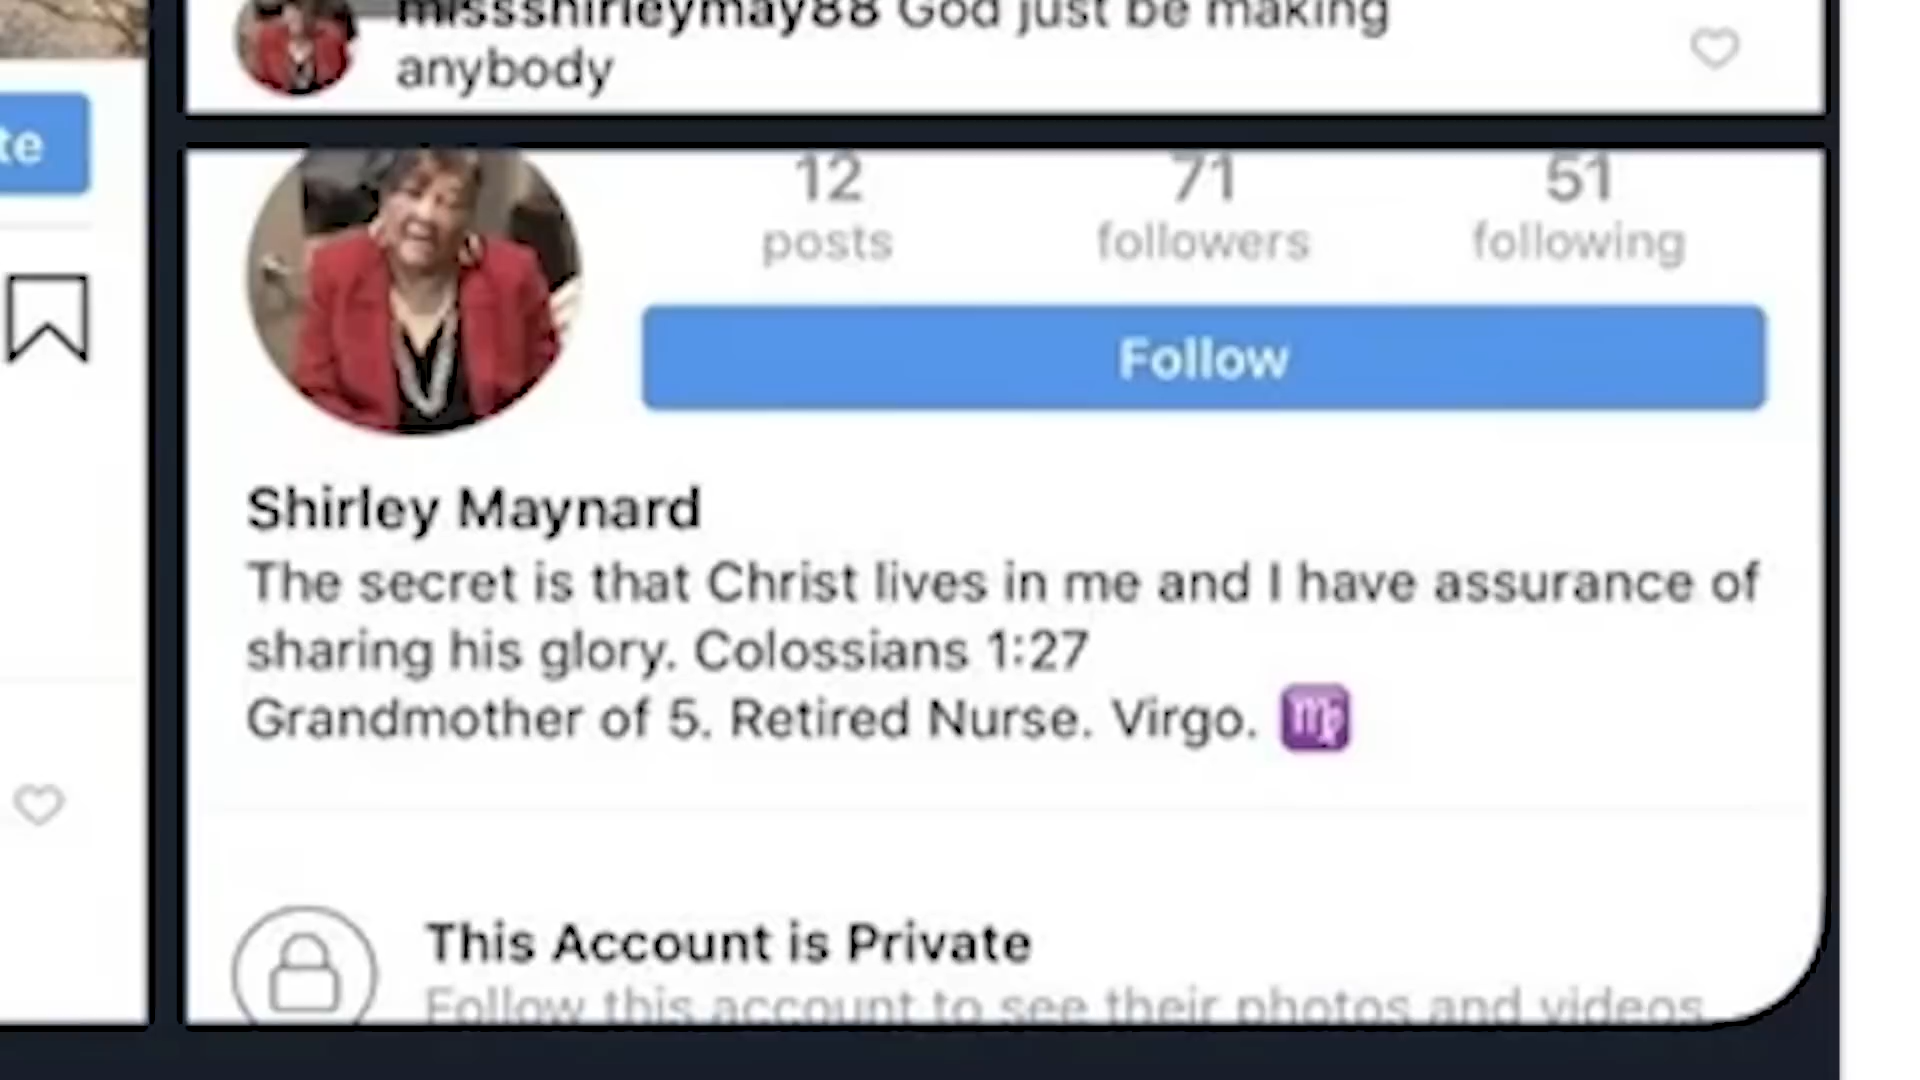 te
missshirleymay88 God just be making
anybody
12 71 51
posts followers following
Follow
Shirley Maynard
The secret is that Christ lives in me and I have assurance of
sharing his glory. Colossians 1:27
Grandmother of 5. Retired Nurse. Virgo. ♍
This Account is Private
Follow this account to see their photos and videos